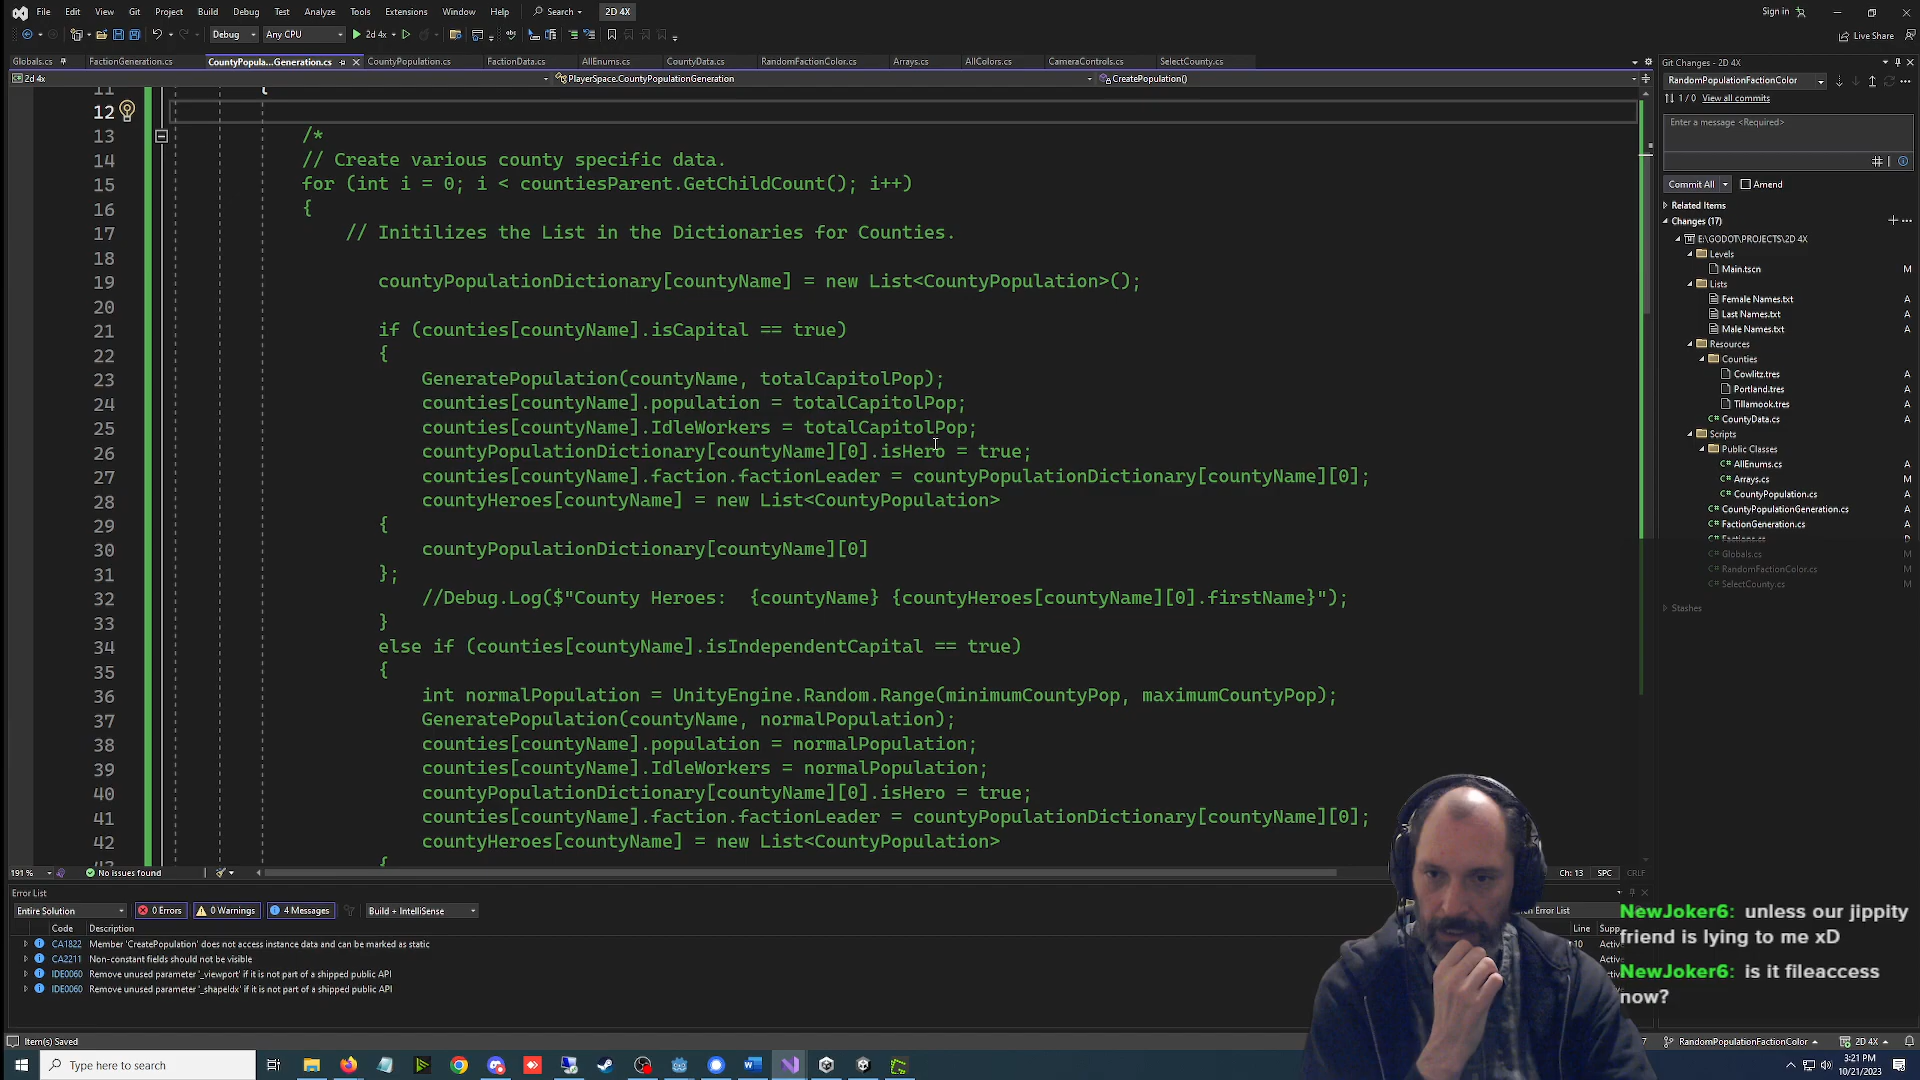 File Edit View Git Project Build Debug Test Analyze Tools Extensions Window Help Search 2D 4X Sign in
Debug Any CPU 2d 4x Live Share
Globals.cs FactionGeneration.cs CountyPopula...Generation.cs CountyPopulation.cs FactionData.cs AllEnums.cs CountyData.cs RandomFactionColor.cs Arrays.cs AllColors.cs CameraControls.cs SelectCounty.cs
2d 4x PlayerSpace.CountyPopulationGeneration CreatePopulation()
11 {
12
13 /*
14 // Create various county specific data.
15 for (int i = 0; i < countiesParent.GetChildCount(); i++)
16 {
17 // Initilizes the List in the Dictionaries for Counties.
18
19 countyPopulationDictionary[countyName] = new List<CountyPopulation>();
20
21 if (counties[countyName].isCapital == true)
22 {
23 GeneratePopulation(countyName, totalCapitolPop);
24 counties[countyName].population = totalCapitolPop;
25 counties[countyName].IdleWorkers = totalCapitolPop;
26 countyPopulationDictionary[countyName][0].isHero = true;
27 counties[countyName].faction.factionLeader = countyPopulationDictionary[countyName][0];
28 countyHeroes[countyName] = new List<CountyPopulation>
29 {
30 countyPopulationDictionary[countyName][0]
31 };
32 //Debug.Log($"County Heroes:  {countyName} {countyHeroes[countyName][0].firstName}");
33 }
34 else if (counties[countyName].isIndependentCapital == true)
35 {
36 int normalPopulation = UnityEngine.Random.Range(minimumCountyPop, maximumCountyPop);
37 GeneratePopulation(countyName, normalPopulation);
38 counties[countyName].population = normalPopulation;
39 counties[countyName].IdleWorkers = normalPopulation;
40 countyPopulationDictionary[countyName][0].isHero = true;
41 counties[countyName].faction.factionLeader = countyPopulationDictionary[countyName][0];
42 countyHeroes[countyName] = new List<CountyPopulation>
{
191 % No issues found Ch: 13 SPC CRLF
Git Changes - 2D 4X
RandomPopulationFactionColor
1 / 0 View all commits
Enter a message <Required>
Commit All Amend
Related Items
Changes (17)
E:\GODOT\PROJECTS\2D 4X
Levels
Main.tscn M
Lists
Female Names.txt A
Last Names.txt A
Male Names.txt A
Resources
Counties
Cowlitz.tres A
Portland.tres A
Tillamook.tres A
CountyData.cs A
Scripts
Public Classes
AllEnums.cs A
Arrays.cs M
CountyPopulation.cs A
CountyPopulationGeneration.cs A
FactionGeneration.cs A
Factions.cs D
Globals.cs M
RandomFactionColor.cs M
SelectCounty.cs M
Stashes
Error List
Entire Solution 0 Errors 0 Warnings 4 Messages Build + IntelliSense
Code Description Line
CA1822 Member 'CreatePopulation' does not access instance data and can be marked as static
CA2211 Non-constant fields should not be visible
IDE0060 Remove unused parameter '_viewport' if it is not part of a shipped public API
IDE0060 Remove unused parameter '_shapeIdx' if it is not part of a shipped public API
NewJoker6: unless our jippity
friend is lying to me xD
NewJoker6: is it fileaccess
now?
Item(s) Saved RandomPopulationFactionColor 2D 4X
Type here to search
3:21 PM
10/21/2023